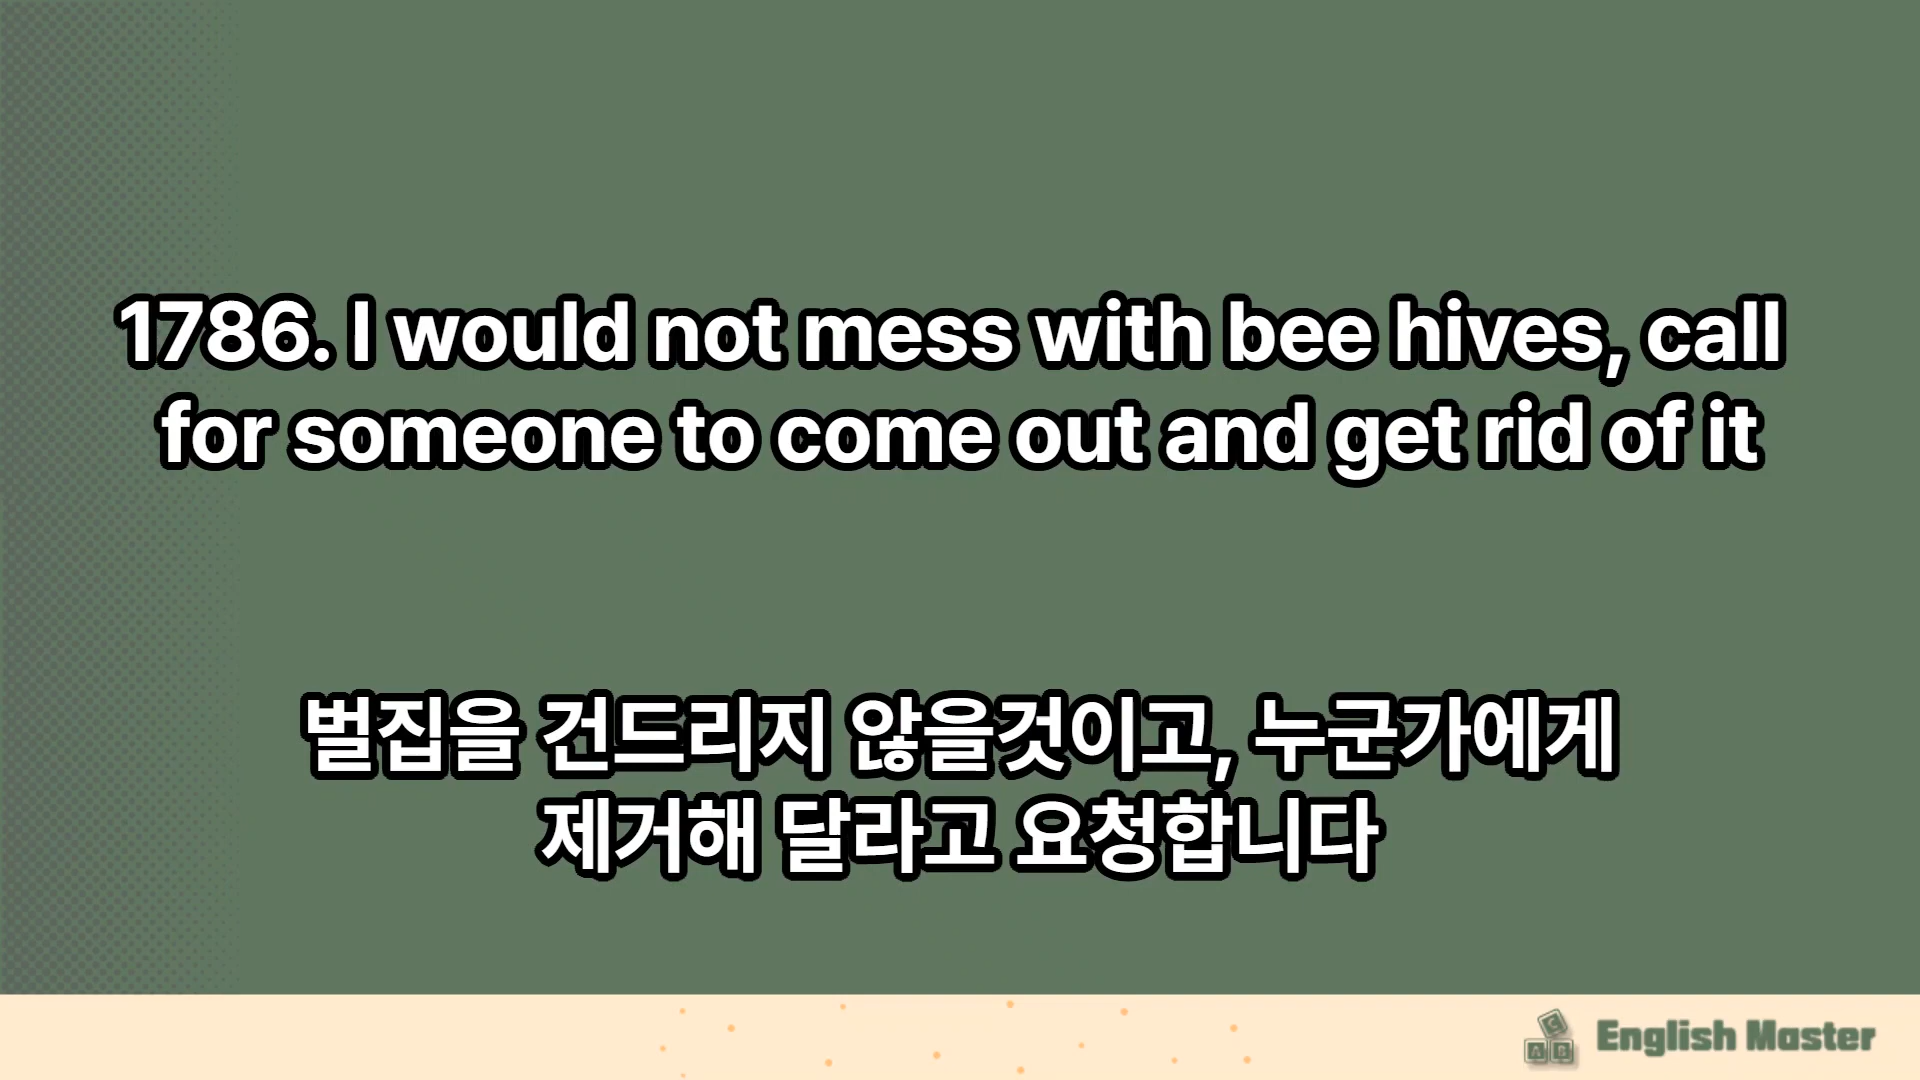 1786. I would not mess with bee hives, call
for someone to come out and get rid of it
벌집을 건드리지 않을것이고, 누군가에게
제거해 달라고 요청합니다
C
A B
English Master